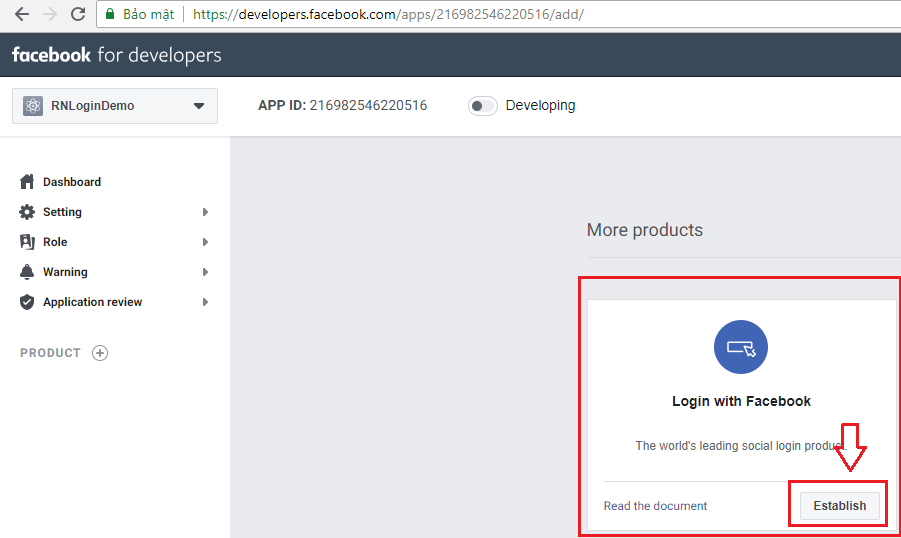 Bảo mật https://developers.facebook.com/apps/216982546220516/add/
facebook for developers
RNLoginDemo
APP ID: 216982546220516
Developing
Dashboard
Setting
Role
Warning
Application review
PRODUCT
More products
Login with Facebook
The world's leading social login product.
Read the document
Establish